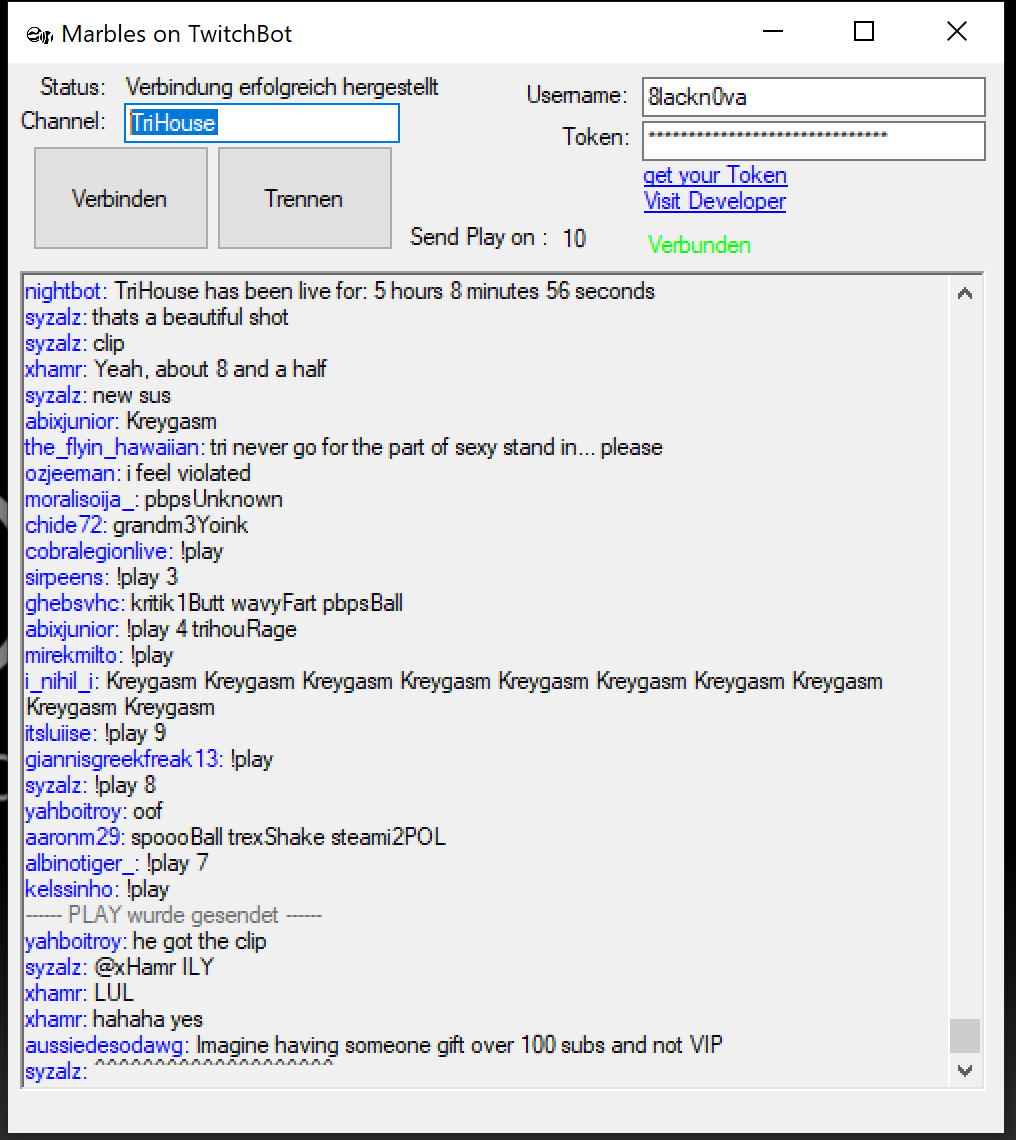 Marbles on TwitchBot
Status: Verbindung erfolgreich hergestellt
Username: 8lackn0va
Channel: TriHouse
Token: ******************************
get your Token
Visit Developer
Verbinden
Trennen
Send Play on : 10
Verbunden
nightbot: TriHouse has been live for: 5 hours 8 minutes 56 seconds
syzalz: thats a beautiful shot
syzalz: clip
xhamr: Yeah, about 8 and a half
syzalz: new sus
abixjunior: Kreygasm
the_flyin_hawaiian: tri never go for the part of sexy stand in... please
ozjeeman: i feel violated
moralisoija_: pbpsUnknown
chide72: grandm3Yoink
cobralegionlive: !play
sirpeens: !play 3
ghebsvhc: kritik1Butt wavyFart pbpsBall
abixjunior: !play 4 trihouRage
mirekmilto: !play
i_nihil_i: Kreygasm Kreygasm Kreygasm Kreygasm Kreygasm Kreygasm Kreygasm Kreygasm
Kreygasm Kreygasm
itsluiise: !play 9
giannisgreekfreak13: !play
syzalz: !play 8
yahboitroy: oof
aaronm29: spoooBall trexShake steami2POL
albinotiger_: !play 7
kelssinho: !play
------ PLAY wurde gesendet ------
yahboitroy: he got the clip
syzalz: @xHamr ILY
xhamr: LUL
xhamr: hahaha yes
aussiedesodawg: Imagine having someone gift over 100 subs and not VIP
syzalz: ^^^^^^^^^^^^^^^^^^^^